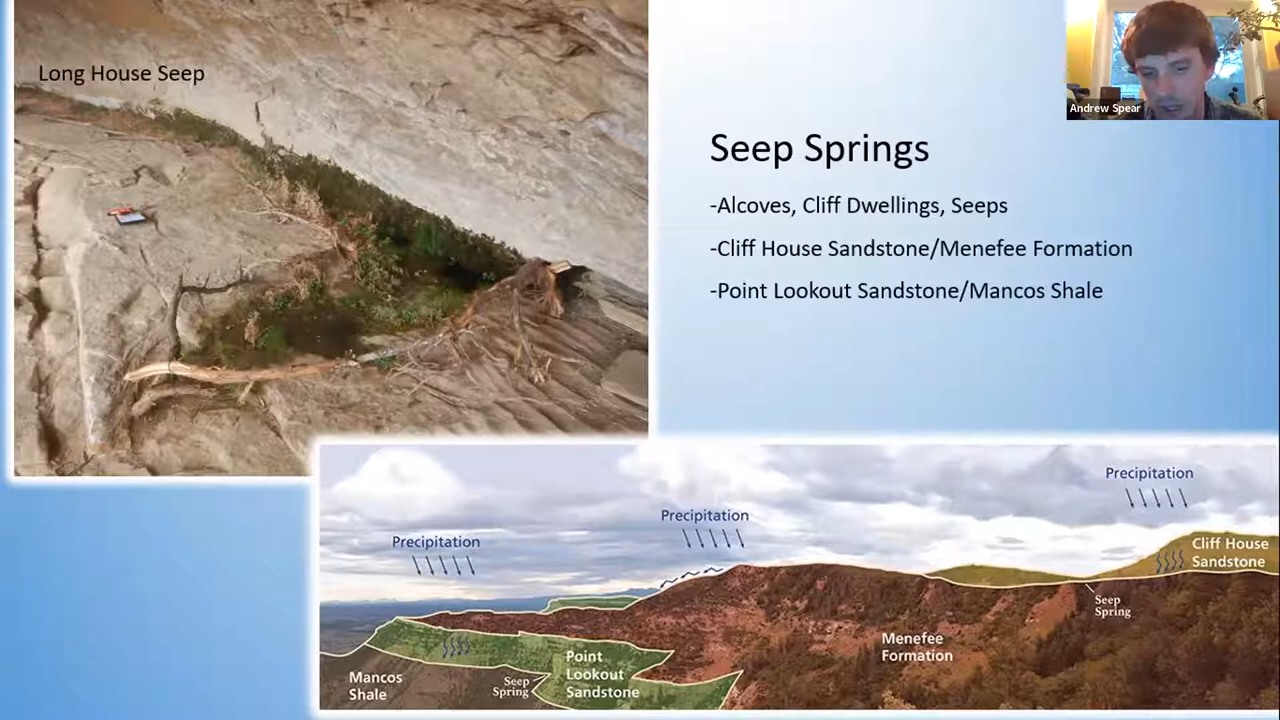 Long House Seep
Andrew Spear
Seep Springs
-Alcoves, Cliff Dwellings, Seeps
-Cliff House Sandstone/Menefee Formation
-Point Lookout Sandstone/Mancos Shale
Precipitation
Precipitation
Precipitation
Cliff House
Sandstone
Seep
Spring
Menefee
Formation
Point
Lookout
Sandstone
Seep
Spring
Mancos
Shale